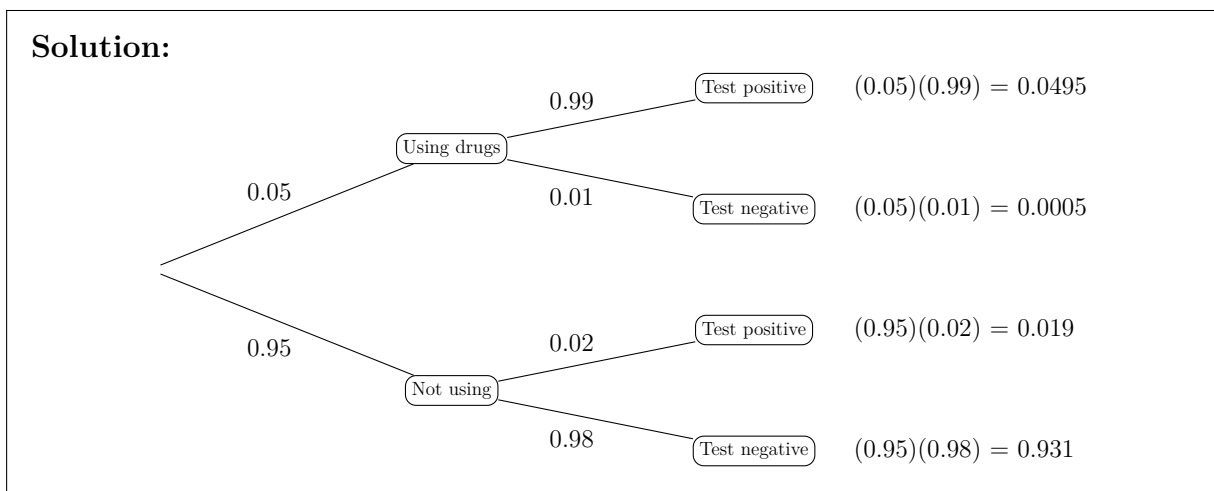 Solution:
Test positive (0.05)(0.99) = 0.0495
0.99
Using drugs
0.05
0.01
Test negative (0.05)(0.01) = 0.0005
Test positive (0.95)(0.02) = 0.019
0.02
0.95
Not using
0.98
Test negative (0.95)(0.98) = 0.931